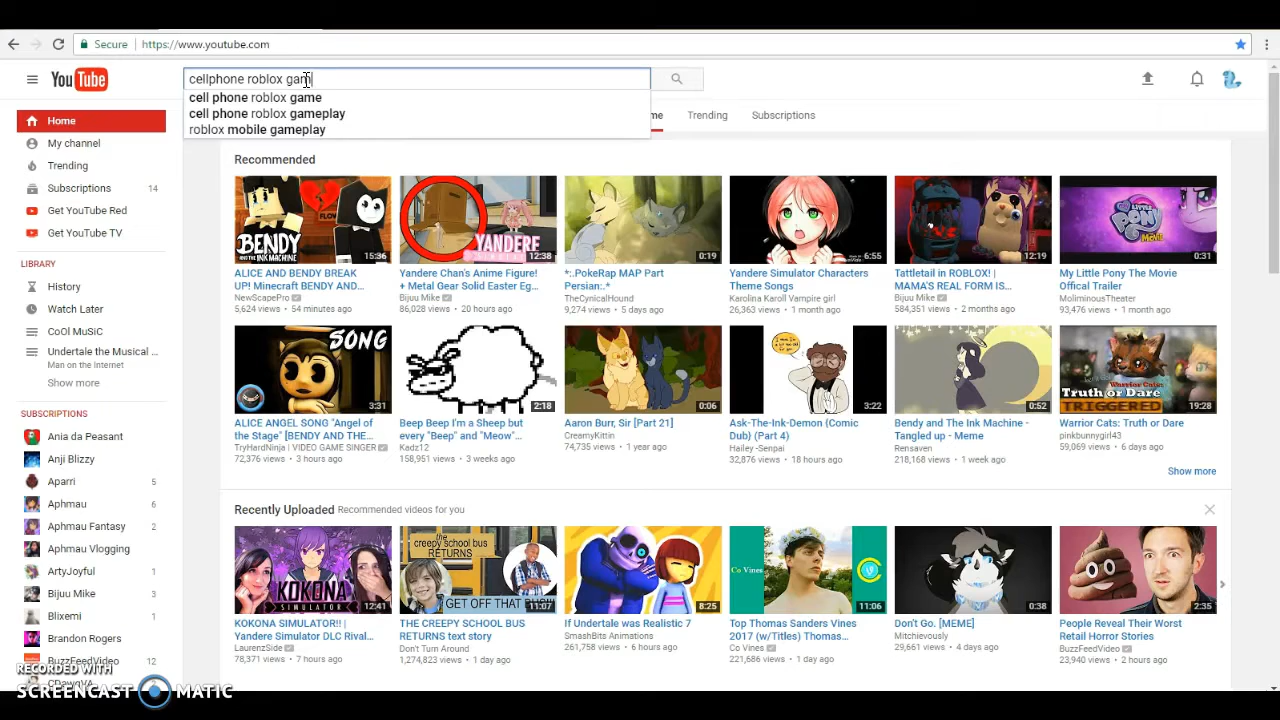 Secure https://www.youtube.com
YouTube
cellphone roblox gam
cell phone roblox game
cell phone roblox gameplay
roblox mobile gameplay
me Trending Subscriptions
Home
My channel
Trending
Subscriptions 14
Get YouTube Red
Get YouTube TV
LIBRARY
History
Watch Later
CoOl MuSiC
Undertale the Musical ...
Man on the Internet
Show more
SUBSCRIPTIONS
Ania da Peasant
Anji Blizzy
Aparri 5
Aphmau 6
Aphmau Fantasy 2
Aphmau Vlogging
ArtyJoyful 1
Bijuu Mike 3
Blixemi 1
Brandon Rogers
BuzzFeedVideo 12
RECORDED WITH
SCREENCAST MATIC
Recommended
BENDY
15:36
ALICE AND BENDY BREAK
UP! Minecraft BENDY AND...
NewScapePro
5,624 views • 54 minutes ago
YANDERE
12:38
Yandere Chan's Anime Figure!
+ Metal Gear Solid Easter Eg...
Bijuu Mike
86,028 views • 20 hours ago
0:19
*:.PokeRap MAP Part
Persian:.*
TheCynicalHound
9,274 views • 5 days ago
6:55
Yandere Simulator Characters
Theme Songs
Karolina Karoll Vampire girl
26,363 views • 1 month ago
12:19
Tattletail in ROBLOX! |
MAMA'S REAL FORM IS...
Bijuu Mike
584,351 views • 2 months ago
MY LITTLE PONY MOVIE
0:31
My Little Pony The Movie
Offical Trailer
MoliminousTheater
93,476 views • 1 month ago
SONG
3:31
ALICE ANGEL SONG "Angel of
the Stage" [BENDY AND THE...
TryHardNinja | VIDEO GAME SINGER
72,376 views • 3 hours ago
2:18
Beep Beep I'm a Sheep but
every "Beep" and "Meow"...
Kadz12
158,951 views • 3 weeks ago
0:06
Aaron Burr, Sir [Part 21]
CreamyKittin
74,735 views • 1 year ago
3:22
Ask-The-Ink-Demon {Comic
Dub} (Part 4)
Hailey -Senpai
32,876 views • 18 hours ago
0:52
Bendy and The Ink Machine -
Tangled up - Meme
Rensaven
218,168 views • 1 week ago
Warrior Cats:
Truth or Dare
TRIGGERED
19:28
Warrior Cats: Truth or Dare
pinkbunnygirl43
59,069 views • 6 days ago
Show more
Recently Uploaded Recommended videos for you
KOKONA
SIMULATOR
12:41
KOKONA SIMULATOR!! |
Yandere Simulator DLC Rival...
LaurenzSide
78,371 views • 7 hours ago
the
creepy school bus
RETURNS
GET OFF THAT BUS
11:07
THE CREEPY SCHOOL BUS
RETURNS text story
Don't Turn Around
1,274,823 views • 1 day ago
8:25
If Undertale was Realistic 7
SmashBits Animations
261,758 views • 6 hours ago
Co Vines
11:06
Top Thomas Sanders Vines
2017 (w/Titles) Thomas...
Co Vines
221,686 views • 1 day ago
0:38
Don't Go. [MEME]
Mitchievously
29,661 views • 4 days ago
2:35
People Reveal Their Worst
Retail Horror Stories
BuzzFeedVideo
23,940 views • 2 hours ago